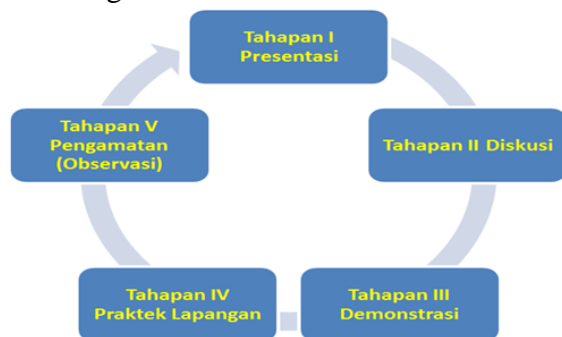 Tahapan I
Presentasi
Tahapan II Diskusi
Tahapan III
Demonstrasi
Tahapan IV
Praktek Lapangan
Tahapan V
Pengamatan
(Observasi)